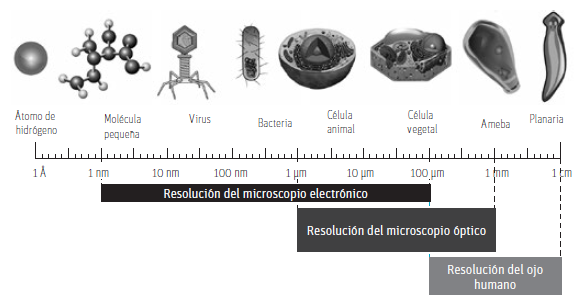 Átomo de
hidrógeno
Molécula
pequeña
Virus
Bacteria
Célula
animal
Célula
vegetal
Ameba
Planaria
1 Å
1 nm
10 nm
100 nm
1 μm
10 μm
100 μm
1 mm
1 cm
Resolución del microscopio electrónico
Resolución del microscopio óptico
Resolución del ojo
humano